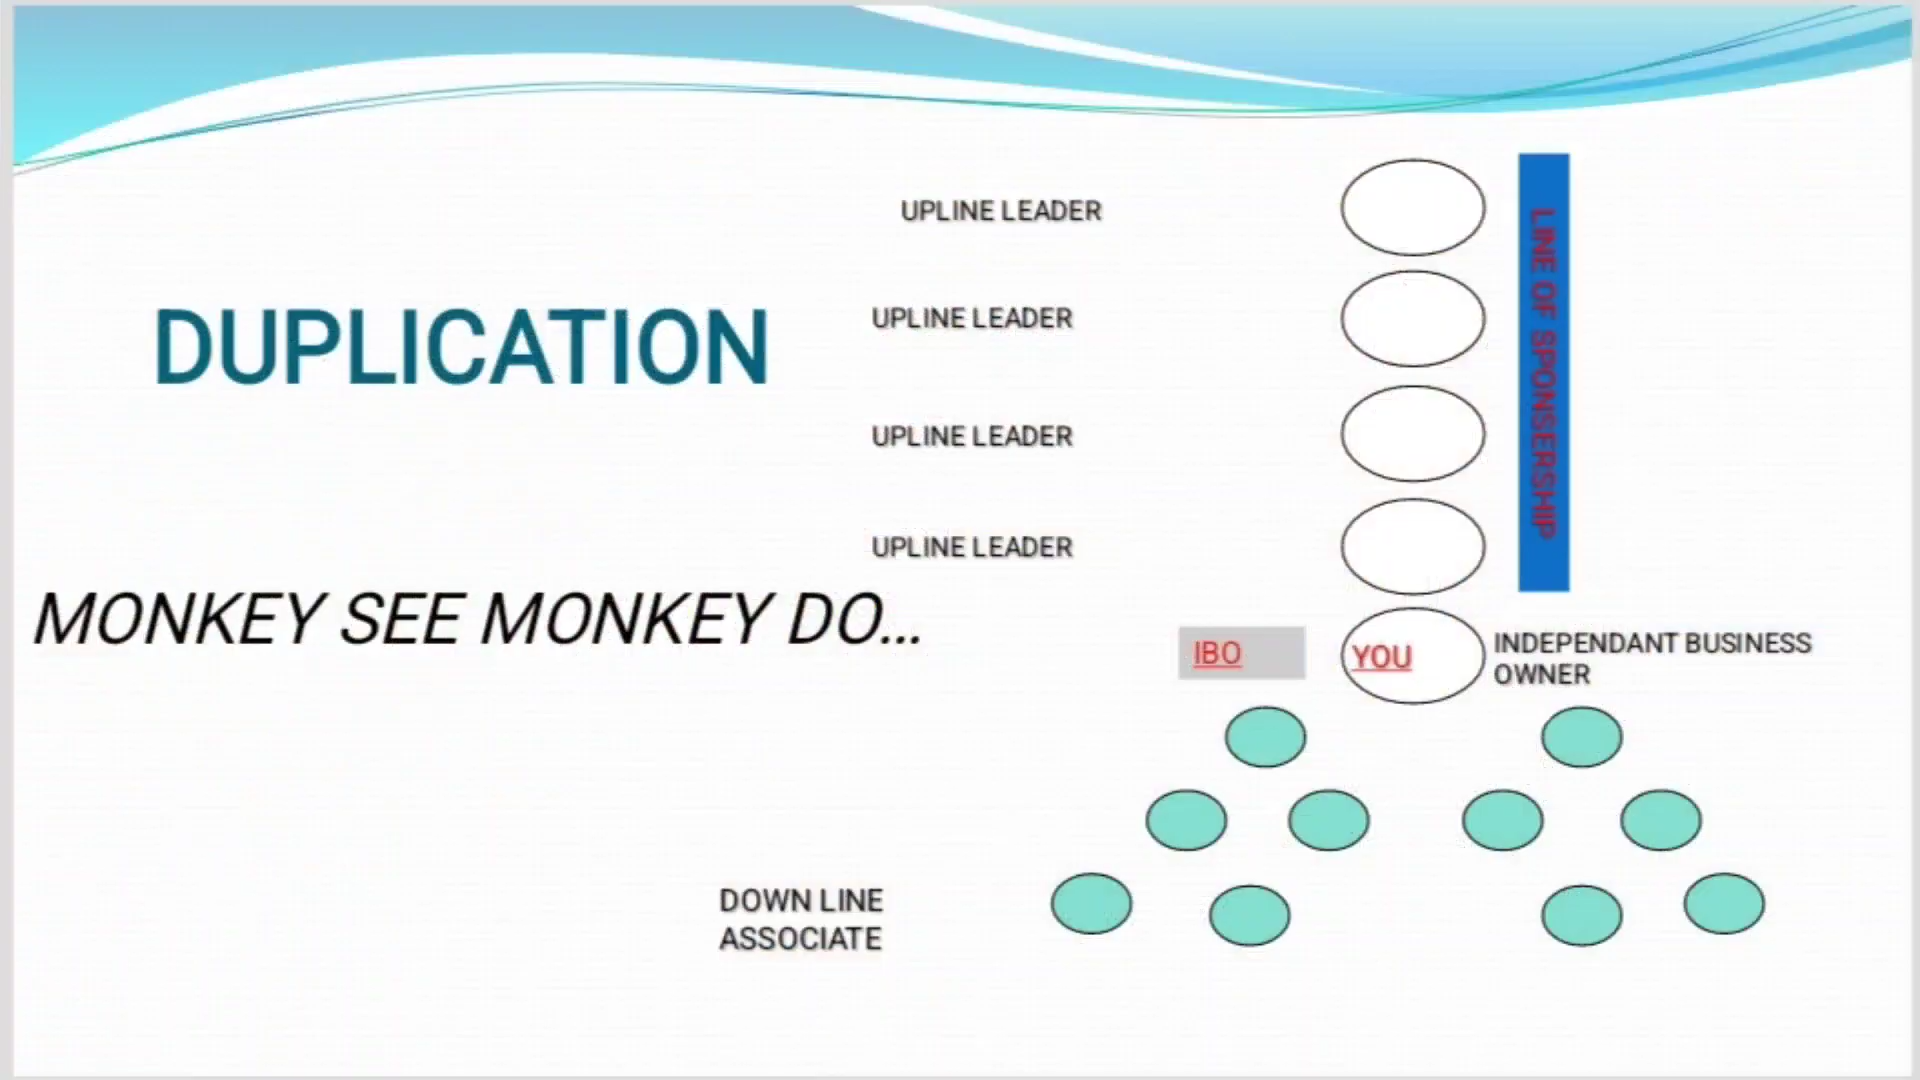 UPLINE LEADER
DUPLICATION
UPLINE LEADER
UPLINE LEADER
UPLINE LEADER
LINE OF SPONSERSHIP
MONKEY SEE MONKEY DO...
IBO
YOU
INDEPENDANT BUSINESS
OWNER
DOWN LINE
ASSOCIATE